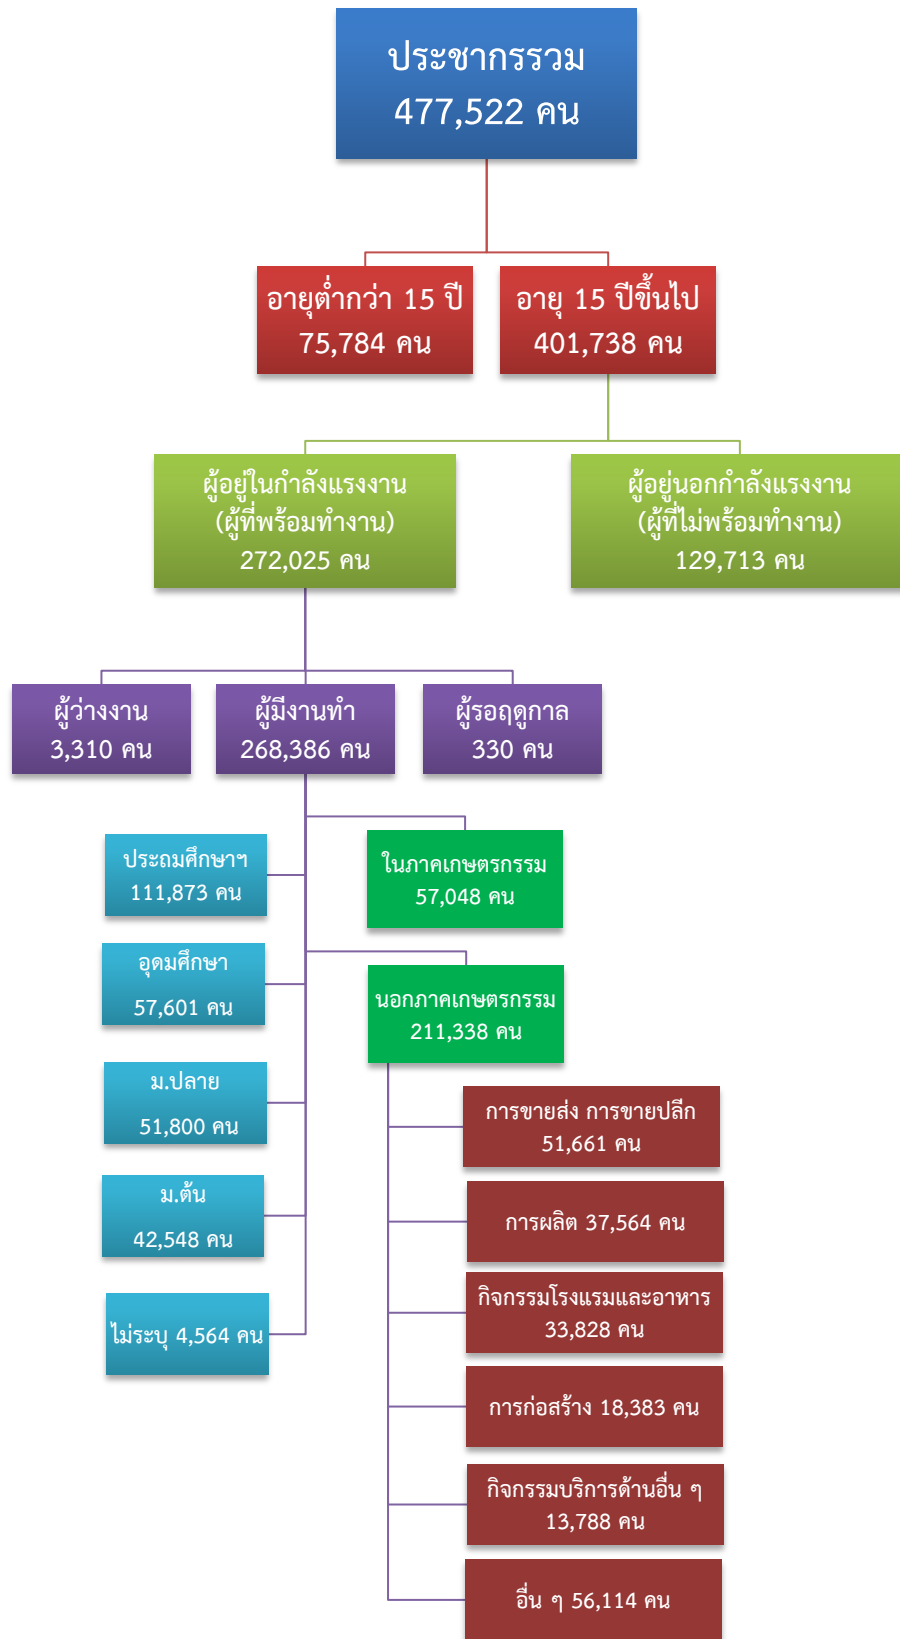 ประชากรรวม
477,522 คน
อายุต่ำกว่า 15 ปี
75,784 คน
อายุ 15 ปีขึ้นไป
401,738 คน
ผู้อยู่ในกำลังแรงงาน
(ผู้ที่พร้อมทำงาน)
272,025 คน
ผู้อยู่นอกกำลังแรงงาน
(ผู้ที่ไม่พร้อมทำงาน)
129,713 คน
ผู้ว่างงาน
3,310 คน
ผู้มีงานทำ
268,386 คน
ผู้รอฤดูกาล
330 คน
ประถมศึกษาฯ
111,873 คน
อุดมศึกษา
57,601 คน
ม.ปลาย
51,800 คน
ม.ต้น
42,548 คน
ไม่ระบุ 4,564 คน
ในภาคเกษตรกรรม
57,048 คน
นอกภาคเกษตรกรรม
211,338 คน
การขายส่ง การขายปลีก
51,661 คน
การผลิต 37,564 คน
กิจกรรมโรงแรมและอาหาร
33,828 คน
การก่อสร้าง 18,383 คน
กิจกรรมบริการด้านอื่น ๆ
13,788 คน
อื่น ๆ 56,114 คน